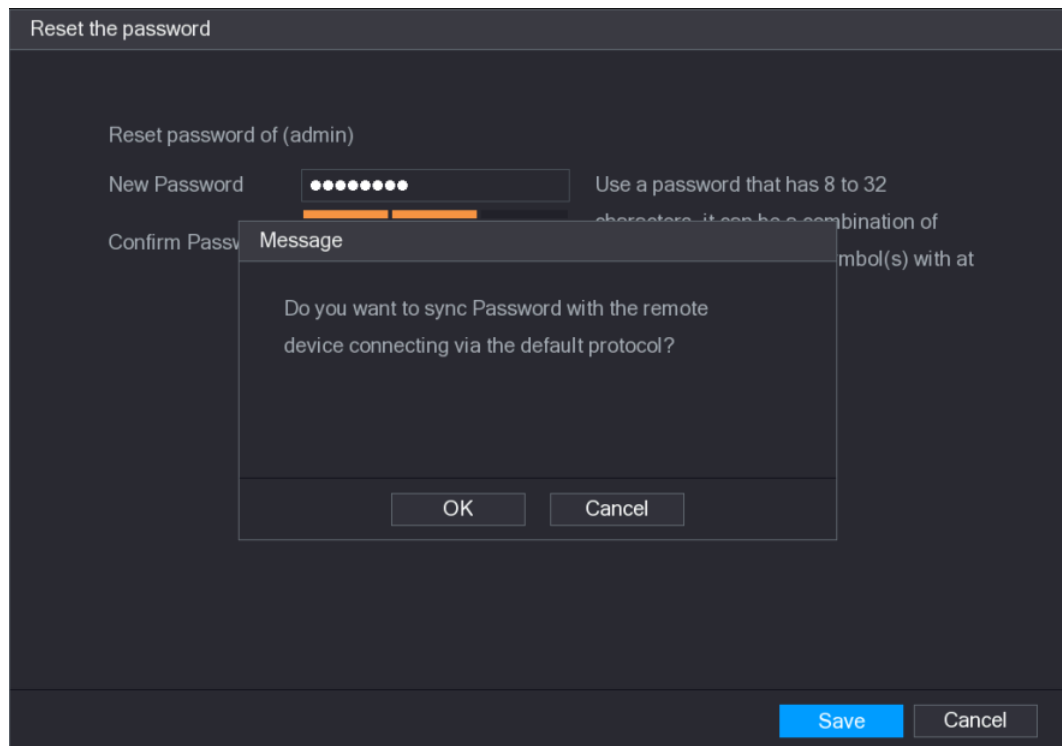 Reset the password
Reset password of (admin)
New Password ●●●●●●●● Use a password that has 8 to 32
bination of
Confirm Passw
mbol(s) with at
Message
Do you want to sync Password with the remote
device connecting via the default protocol?
OK Cancel
Save Cancel